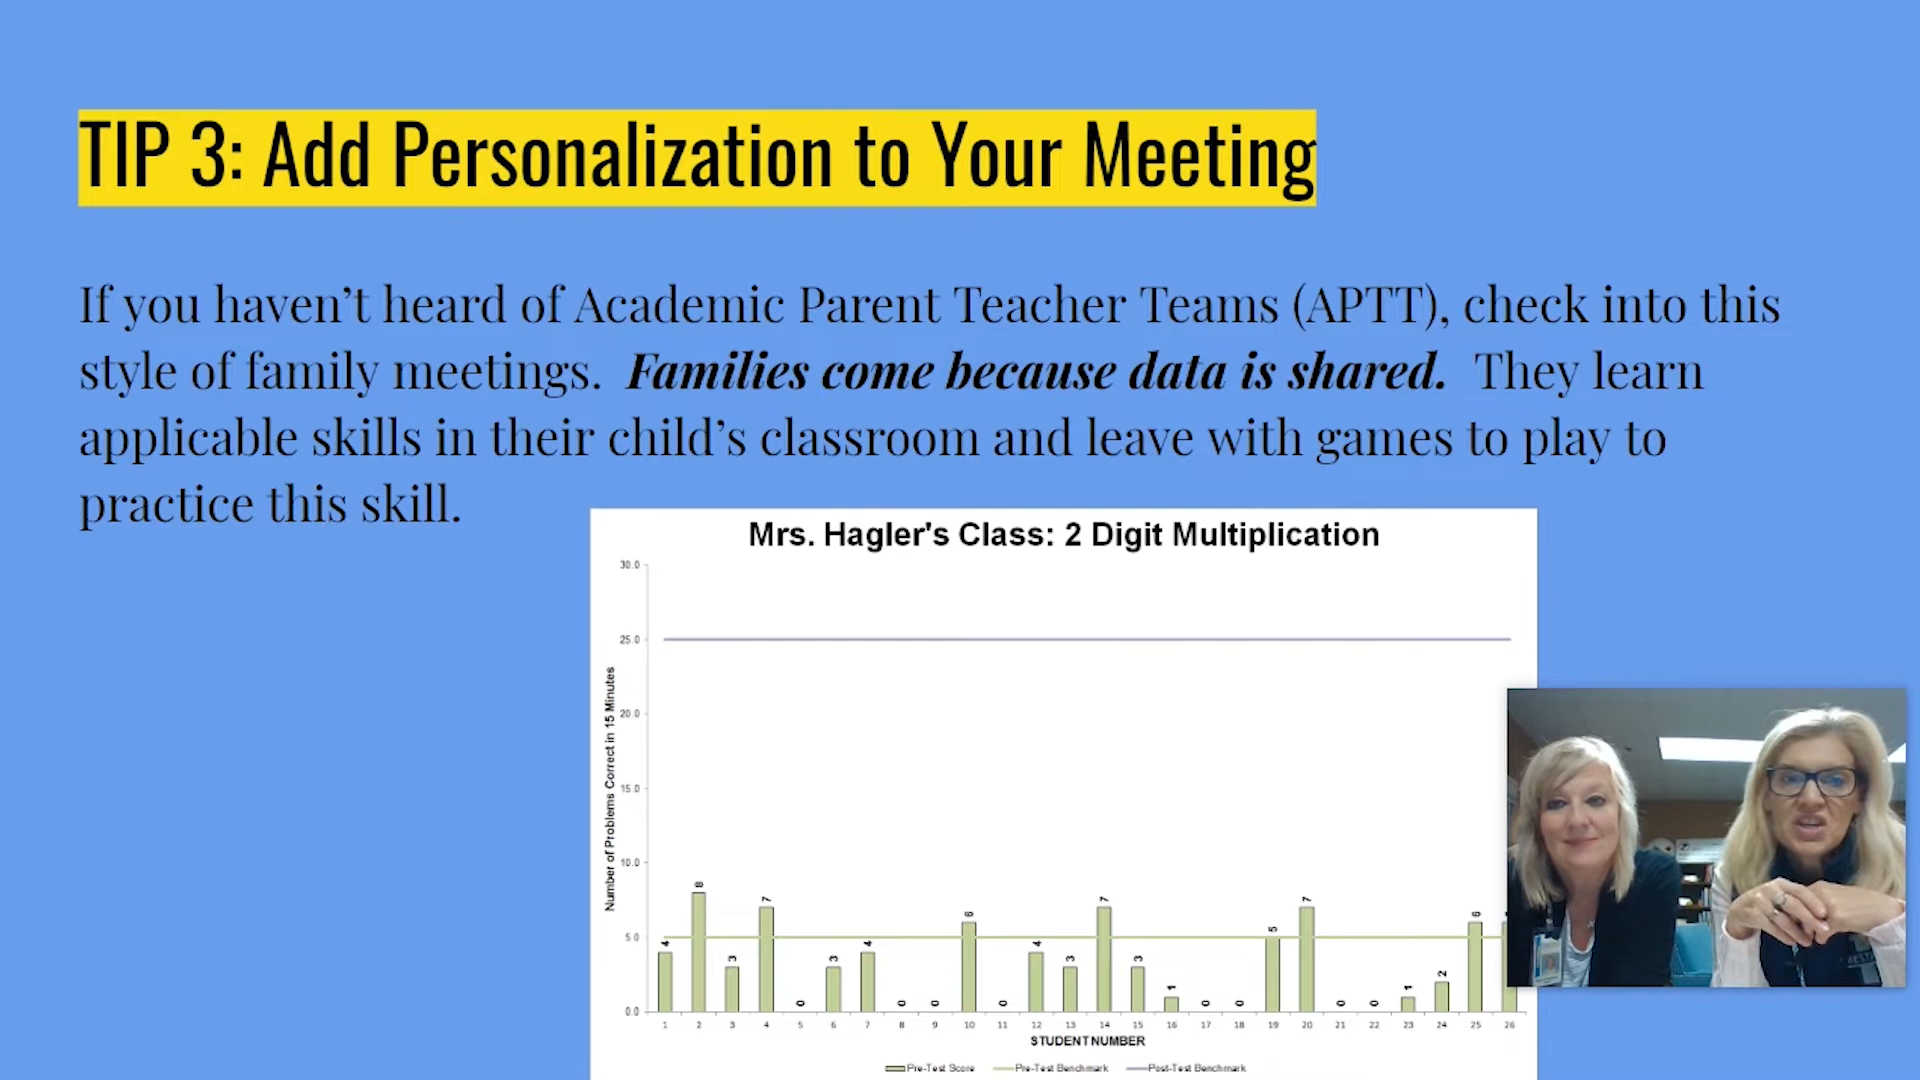 TIP 3: Add Personalization to Your Meeting
If you haven’t heard of Academic Parent Teacher Teams (APTT), check into this
style of family meetings. Families come because data is shared. They learn
applicable skills in their child’s classroom and leave with games to play to
practice this skill.
Mrs. Hagler's Class: 2 Digit Multiplication
Number of Problems Correct in 15 Minutes
30.0
25.0
20.0
15.0
10.0
5.0
0.0
4 8 3 7 0 3 4 0 0 6 0 4 3 7 3 1 0 0 5 7 0 0 1 2 6
1 2 3 4 5 6 7 8 9 10 11 12 13 14 15 16 17 18 19 20 21 22 23 24 25 26
STUDENT NUMBER
Pre-Test Score Pre-Test Benchmark Post-Test Benchmark